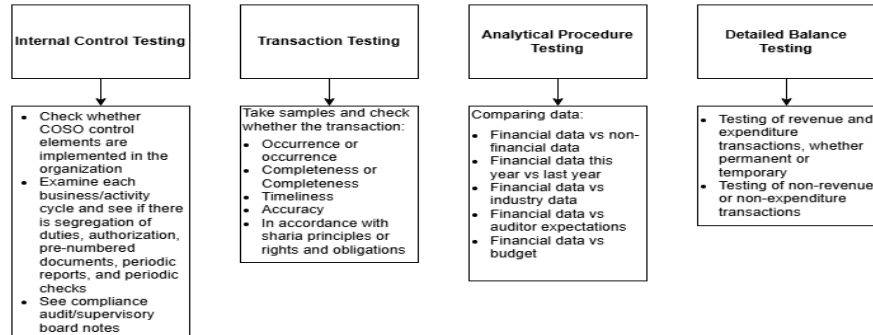 Internal Control Testing
• Check whether
COSO control
elements are
implemented in the
organization
• Examine each
business/activity
cycle and see if there
is segregation of
duties, authorization,
pre-numbered
documents, periodic
reports, and periodic
checks
• See compliance
audit/supervisory
board notes
Transaction Testing
Take samples and check
whether the transaction:
• Occurrence or
occurrence
• Completeness or
Completeness
• Timeliness
• Accuracy
• In accordance with
sharia principles or
rights and obligations
Analytical Procedure
Testing
Comparing data:
• Financial data vs non-
financial data
• Financial data this
year vs last year
• Financial data vs
industry data
• Financial data vs
auditor expectations
• Financial data vs
budget
Detailed Balance
Testing
• Testing of revenue and
expenditure
transactions, whether
permanent or
temporary
• Testing of non-revenue
or non-expenditure
transactions